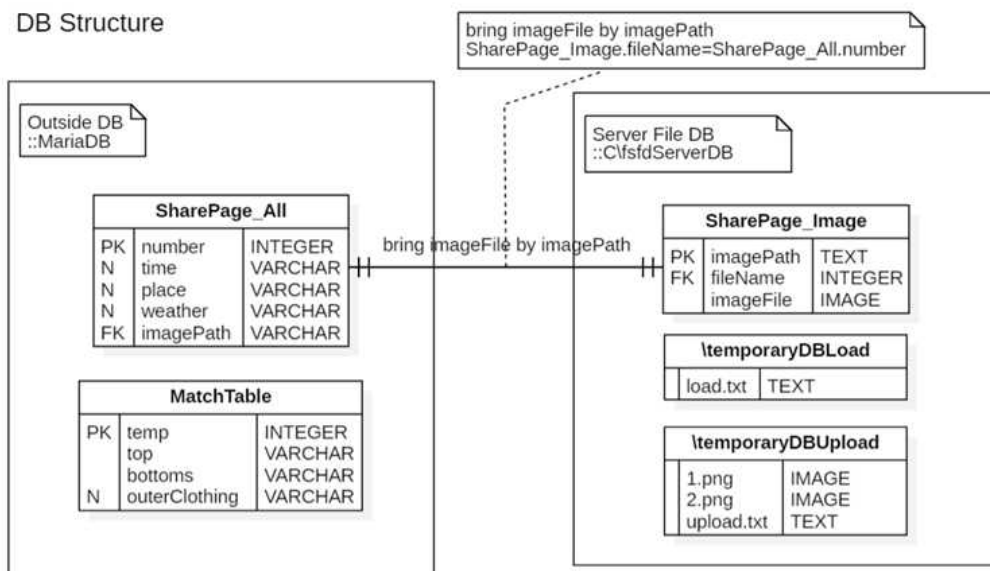 DB Structure
bring imageFile by imagePath
SharePage_Image.fileName=SharePage_All.number
Outside DB
::MariaDB
SharePage_All
PK number INTEGER
N time VARCHAR
N place VARCHAR
N weather VARCHAR
FK imagePath VARCHAR
MatchTable
PK temp INTEGER
top VARCHAR
bottoms VARCHAR
N outerClothing VARCHAR
bring imageFile by imagePath
Server File DB
::C\fsfdServerDB
SharePage_Image
PK imagePath TEXT
FK fileName INTEGER
imageFile IMAGE
\temporaryDBLoad
load.txt TEXT
\temporaryDBUpload
1.png IMAGE
2.png IMAGE
upload.txt TEXT